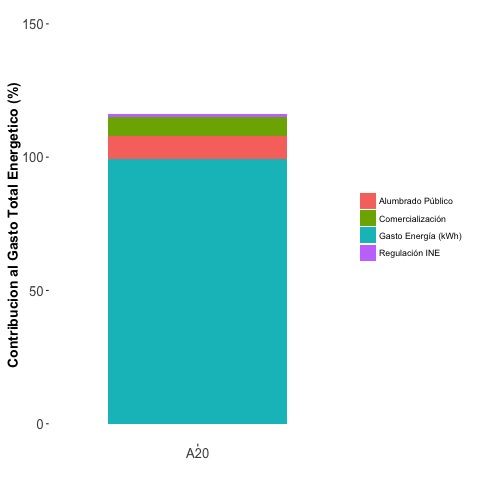 Contribucion al Gasto Total Energetico (%)
150
100
50
0
A20
Alumbrado Público
Comercialización
Gasto Energía (kWh)
Regulación INE